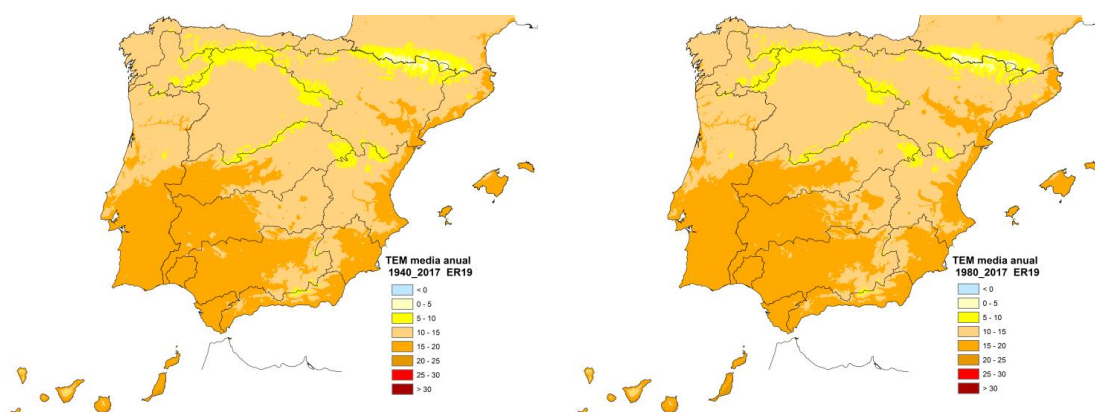 TEM media anual
1940_2017 ER19
< 0
0 - 5
5 - 10
10 - 15
15 - 20
20 - 25
25 - 30
> 30
TEM media anual
1980_2017 ER19
< 0
0 - 5
5 - 10
10 - 15
15 - 20
20 - 25
25 - 30
> 30